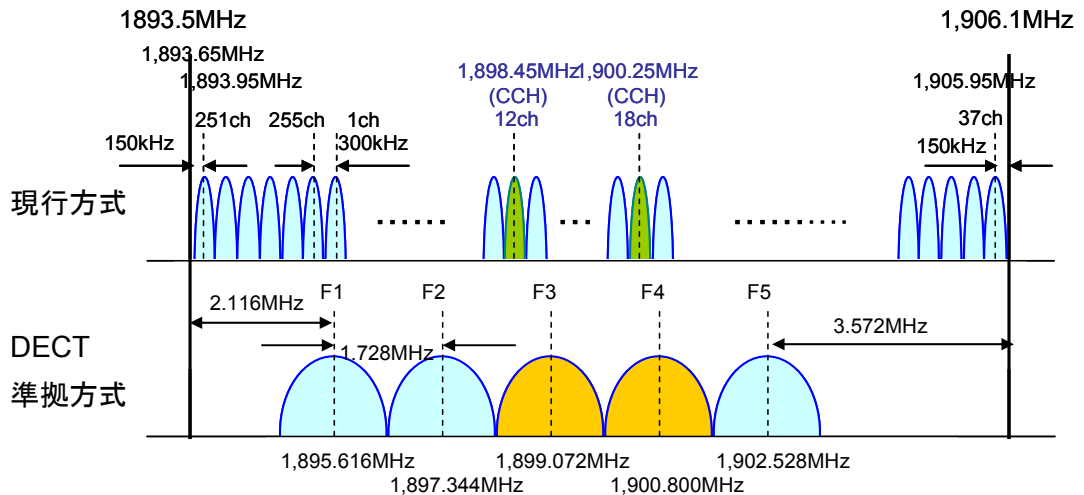 1893.5MHz
1,906.1MHz
1,893.65MHz
1,893.95MHz
1,898.45MHz
(CCH)
12ch
1,900.25MHz
(CCH)
18ch
1,905.95MHz
37ch
251ch
255ch
1ch
300kHz
150kHz
150kHz
現行方式
F1
F2
F3
F4
F5
2.116MHz
1.728MHz
3.572MHz
DECT
準拠方式
1,895.616MHz
1,897.344MHz
1,899.072MHz
1,900.800MHz
1,902.528MHz